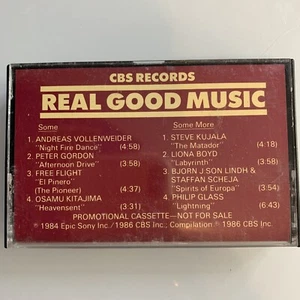 CBS RECORDS
REAL GOOD MUSIC
Some
1. ANDREAS VOLLENWEIDER
"Night Fire Dance" (4:58)
2. PETER GORDON
"Afternoon Drive" (3:58)
3. FREE FLIGHT
"El Pinero"
(The Pioneer) (4:37)
4. OSAMU KITAJIMA
"Heavensent" (3:31)
Some More
1. STEVE KUJALA
"The Matador" (4:18)
2. LIONA BOYD
"Labyrinth" (3:58)
3. BJORN J:SON LINDH &
STAFFAN SCHEJA
"Spirits of Europa" (3:54)
4. PHILIP GLASS
"Lightning" (6:43)
PROMOTIONAL CASSETTE—NOT FOR SALE
© 1984 Epic Sony Inc./1986 CBS Inc.; Compilation ℗ 1986 CBS Inc.